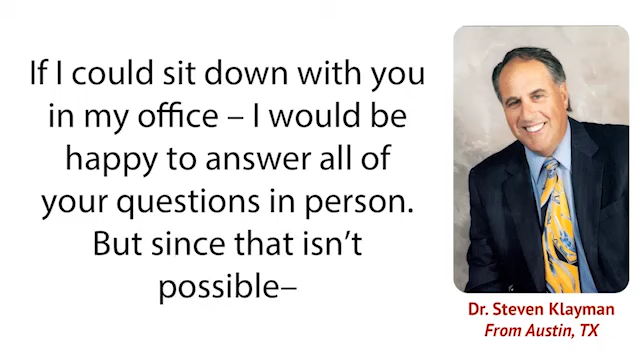 If I could sit down with you
in my office – I would be
happy to answer all of
your questions in person.
But since that isn’t
possible–
Dr. Steven Klayman
From Austin, TX